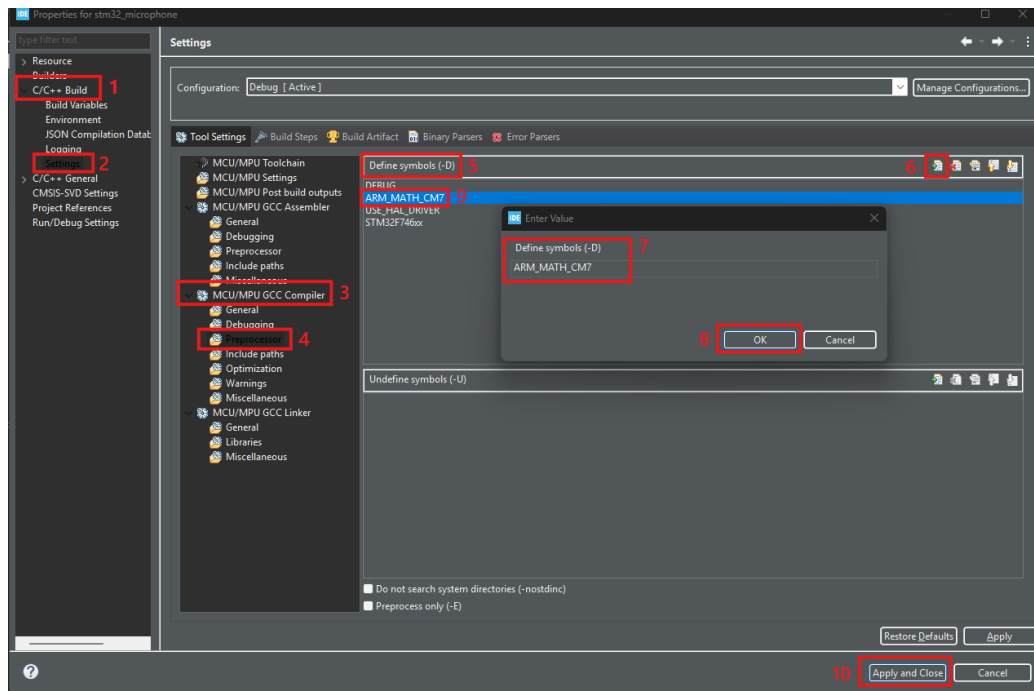 IDE Properties for stm32_microphone
type filter text
Settings
Resource
Builders
C/C++ Build 1
Build Variables
Environment
JSON Compilation Datab
Logging
Settings 2
C/C++ General
CMSIS-SVD Settings
Project References
Run/Debug Settings
Configuration: Debug [ Active ] Manage Configurations...
Tool Settings Build Steps Build Artifact Binary Parsers Error Parsers
MCU/MPU Toolchain
MCU/MPU Settings
MCU/MPU Post build outputs
MCU/MPU GCC Assembler
General
Debugging
Preprocessor
Include paths
Miscellaneous
MCU/MPU GCC Compiler 3
General
Debugging
Preprocessor 4
Include paths
Optimization
Warnings
Miscellaneous
MCU/MPU GCC Linker
General
Libraries
Miscellaneous
Define symbols (-D) 5 6
DEBUG
ARM_MATH_CM7 9
USE_HAL_DRIVER
STM32F746xx
IDE Enter Value
Define symbols (-D) 7
ARM_MATH_CM7
8 OK Cancel
Undefine symbols (-U)
Do not search system directories (-nostdinc)
Preprocess only (-E)
Restore Defaults Apply
? 10 Apply and Close Cancel